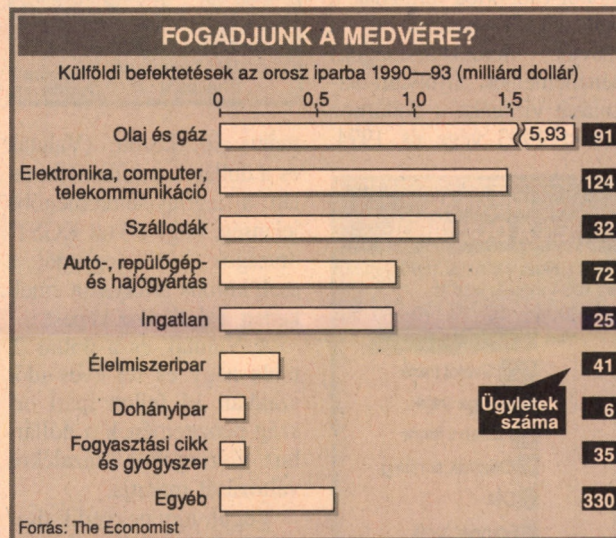 FOGADJUNK A MEDVÉRE?
Külföldi befektetések az orosz iparba 1990—93 (milliárd dollár)
0 0,5 1,0 1,5
Olaj és gáz 5,93 91
Elektronika, computer,
telekommunikáció 124
Szállodák 32
Autó-, repülőgép-
és hajógyártás 72
Ingatlan 25
Élelmiszeripar 41
Ügyletek
száma
Dohányipar 6
Fogyasztási cikk
és gyógyszer 35
Egyéb 330
Forrás: The Economist